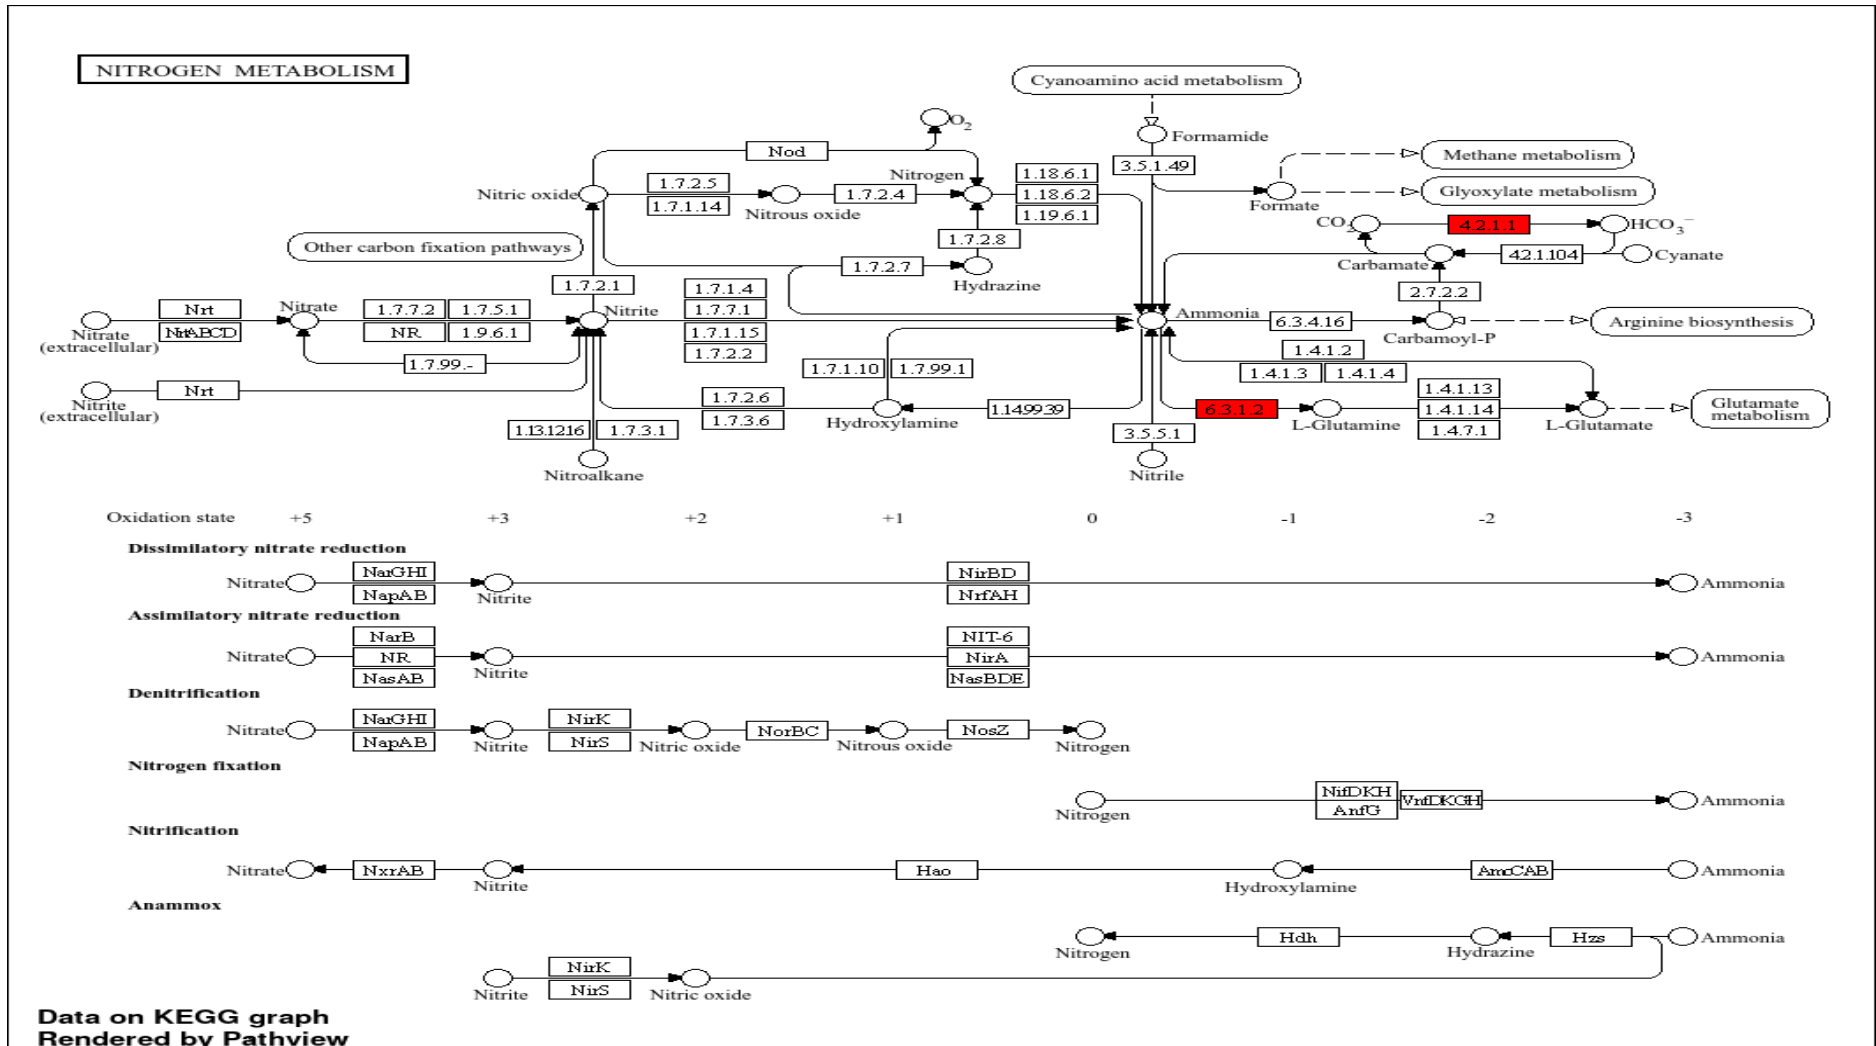 NITROGEN METABOLISM
Cyanoamino acid metabolism
O2
Formamide
Nod
3.5.1.49
Methane metabolism
Nitrogen
1.18.6.1
Nitric oxide
1.7.2.5
1.7.2.4
1.18.6.2
Glyoxylate metabolism
1.7.1.14
Nitrous oxide
1.19.6.1
Formate
CO2
4.2.1.1
HCO3−
Other carbon fixation pathways
1.7.2.8
4.2.1.104
Cyanate
1.7.2.7
Carbamate
Hydrazine
1.7.2.1
1.7.1.4
2.7.2.2
Nrt
Nitrate
1.7.7.2
1.7.5.1
Nitrite
1.7.7.1
Ammonia
6.3.4.16
Arginine biosynthesis
Nitrate
(extracellular)
NrtABCD
NR
1.9.6.1
1.7.1.15
Carbamoyl-P
1.7.2.2
1.4.1.2
1.7.99.-
1.7.1.10
1.7.99.1
1.4.1.3
1.4.1.4
Nrt
1.7.2.6
1.4.1.13
Nitrite
(extracellular)
1.7.3.6
Hydroxylamine
1.14.99.39
6.3.1.2
L-Glutamine
1.4.1.14
L-Glutamate
Glutamate
metabolism
1.13.12.16
1.7.3.1
3.5.5.1
1.4.7.1
Nitroalkane
Nitrile
Oxidation state +5 +3 +2 +1 0 -1 -2 -3
Dissimilatory nitrate reduction
NarGHI NirBD
Nitrate Nitrite Ammonia
NapAB NrfAH
Assimilatory nitrate reduction
NarB NIT-6
Nitrate NR Nitrite NirA Ammonia
NasAB NasBDE
Denitrification
NarGHI NirK
Nitrate Nitrite Nitric oxide NorBC Nitrous oxide NosZ Nitrogen
NapAB NirS
Nitrogen fixation
NifDKH VnfDKGH
Nitrogen Ammonia
AnfG
Nitrification
Nitrate NxrAB Nitrite Hao Hydroxylamine AmoCAB Ammonia
Anammox
Nitrogen Hdh Hydrazine Hzs Ammonia
NirK
Nitrite Nitric oxide
NirS
Data on KEGG graph
Rendered by Pathview